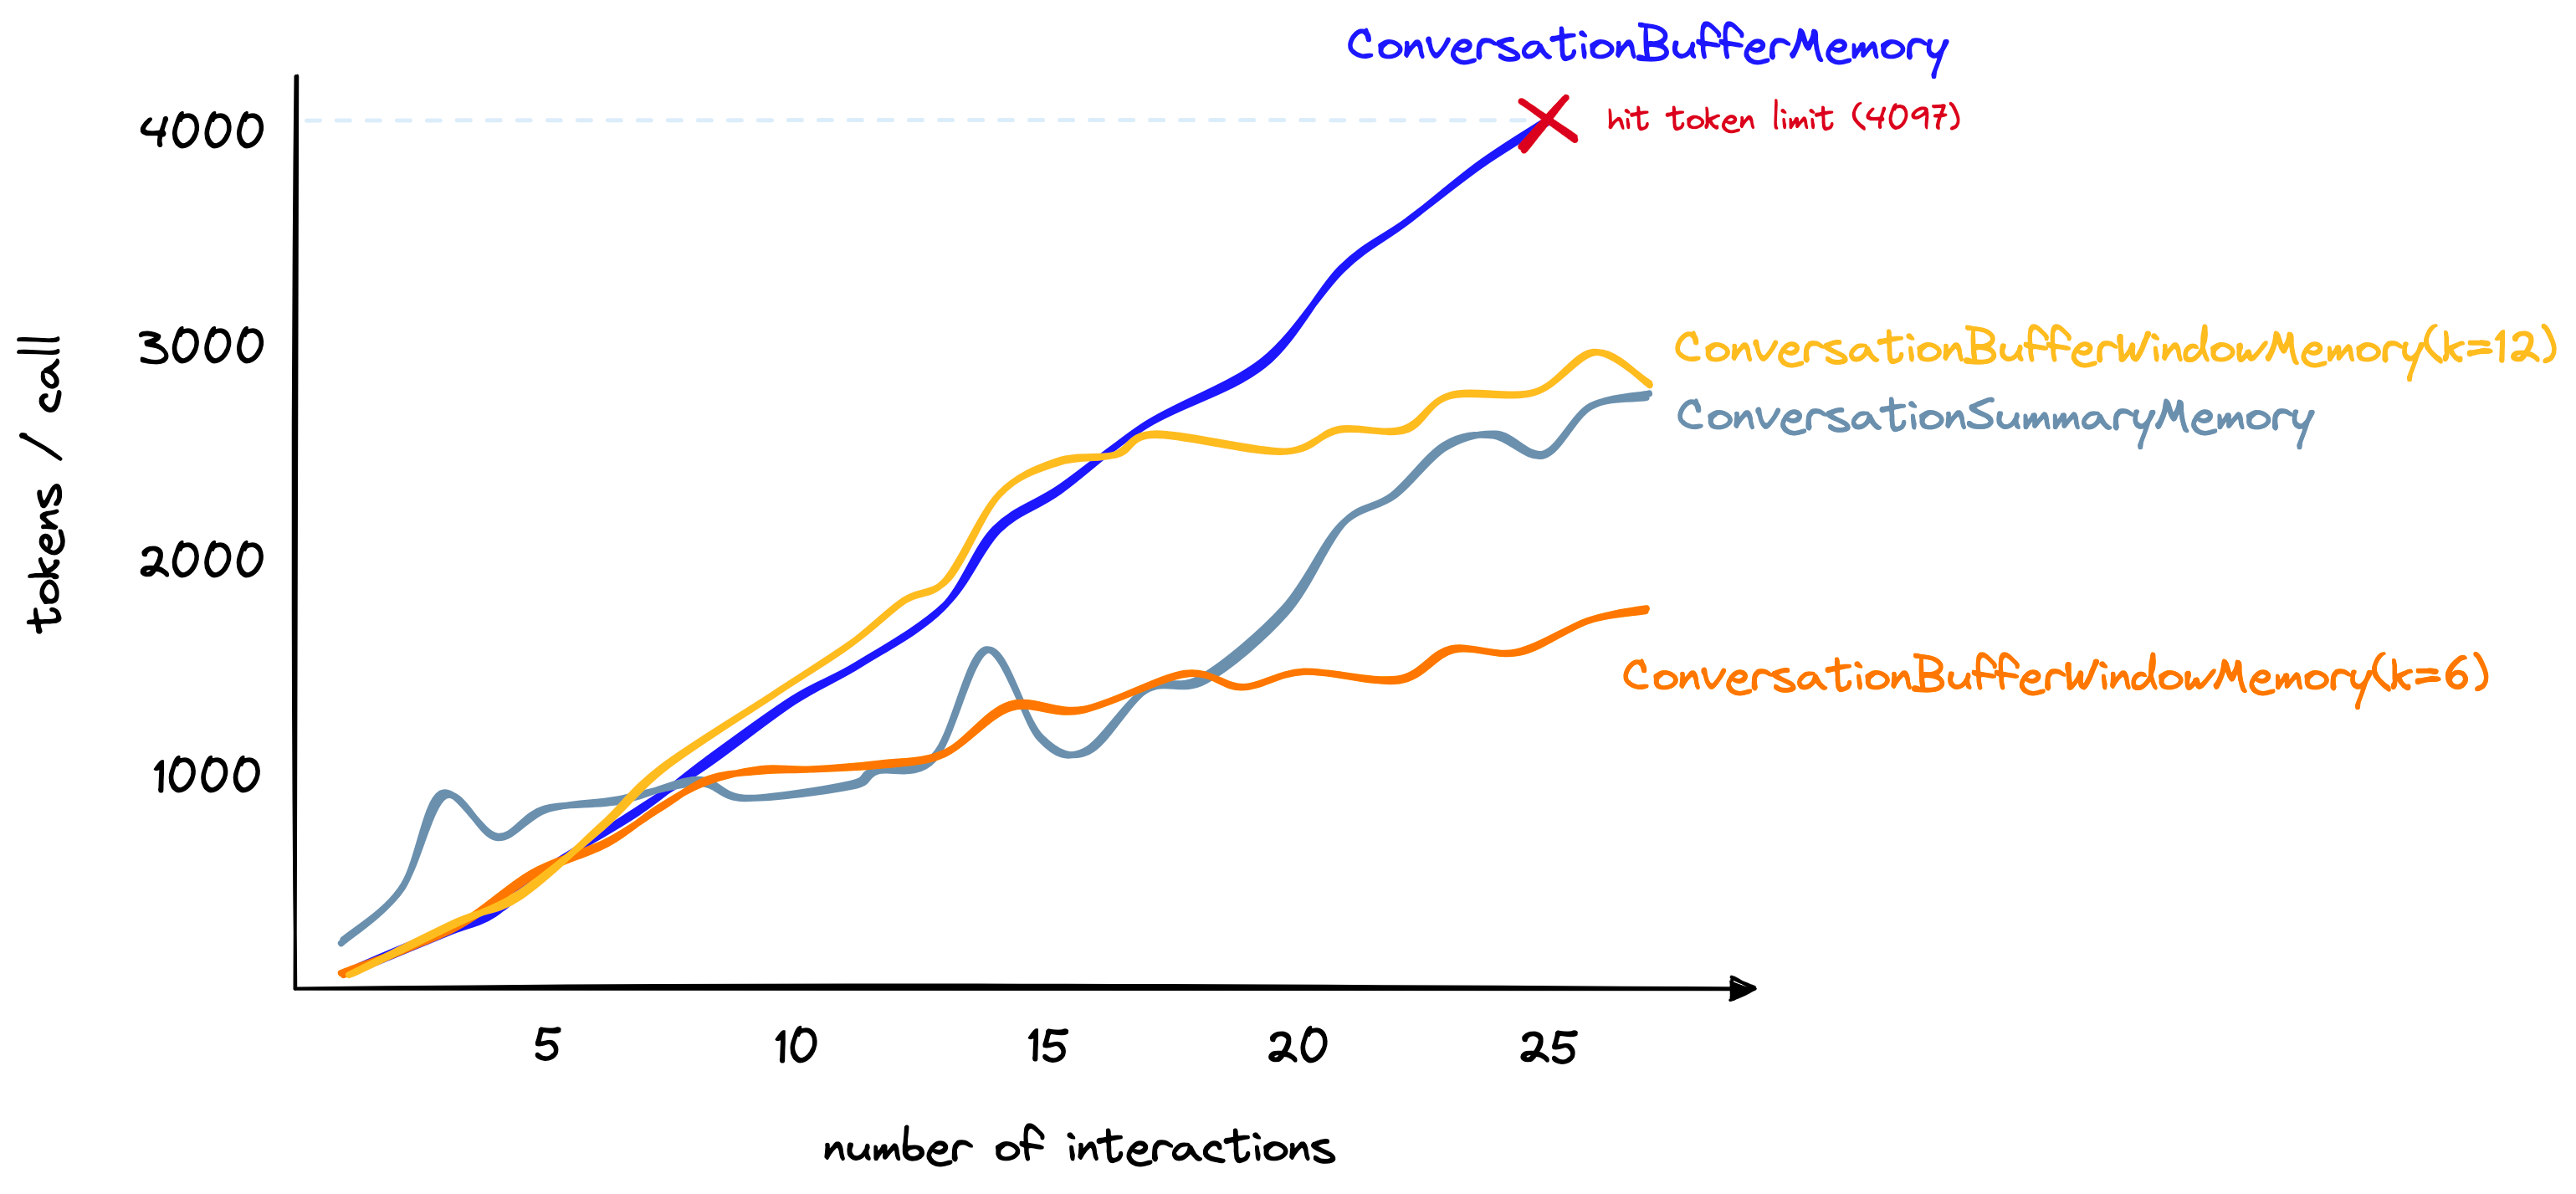 ConversationBufferMemory
hit token limit (4097)
4000
3000
2000
1000
tokens / call
ConversationBufferWindowMemory(k=12)
ConversationSummaryMemory
ConversationBufferWindowMemory(k=6)
5 10 15 20 25
number of interactions